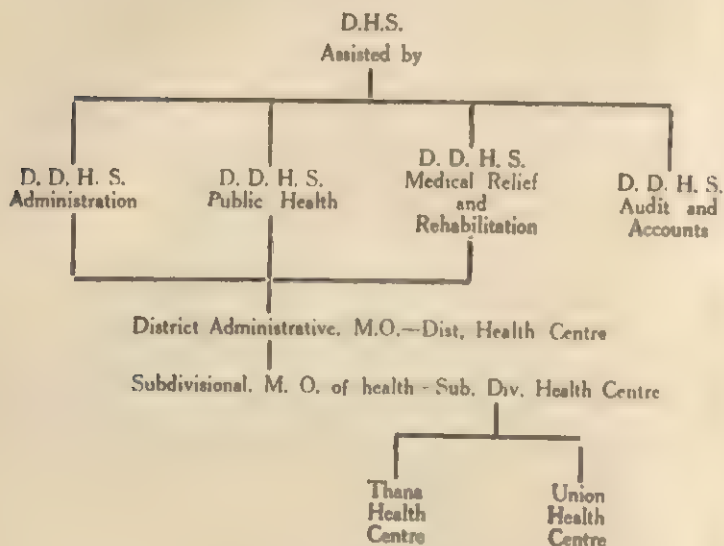 D.H.S.
Assisted by
D. D. H. S.
Administration
D. D. H. S.
Public Health
D. D. H. S.
Medical Relief
and
Rehabilitation
D. D. H. S.
Audit and
Accounts
District Administrative. M.O.—Dist, Health Centre
Subdivisional. M. O. of health - Sub. Div. Health Centre
Thana
Health
Centre
Union
Health
Centre